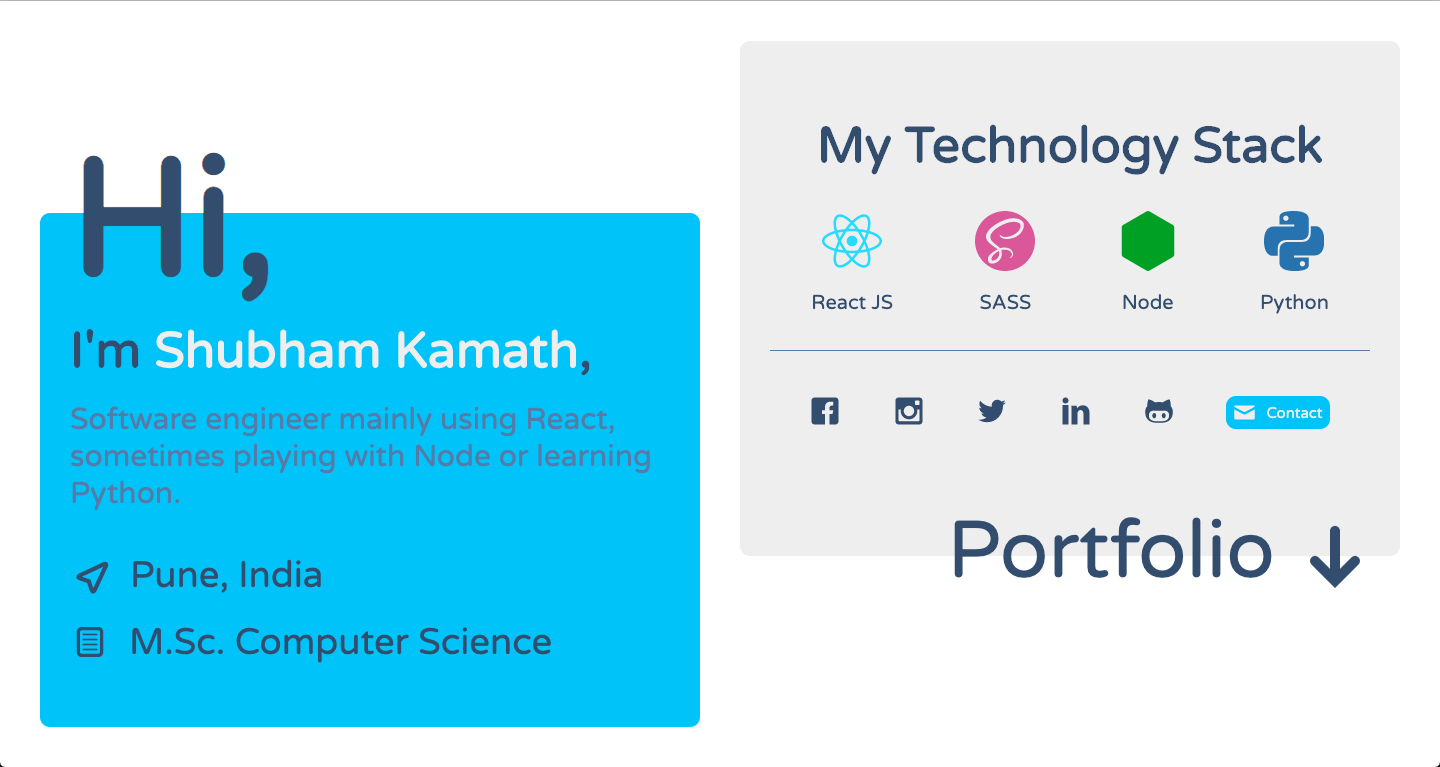 Hi,
I'm Shubham Kamath,
Software engineer mainly using React,
sometimes playing with Node or learning
Python.
Pune, India
M.Sc. Computer Science
My Technology Stack
React JS SASS Node Python
Contact
Portfolio